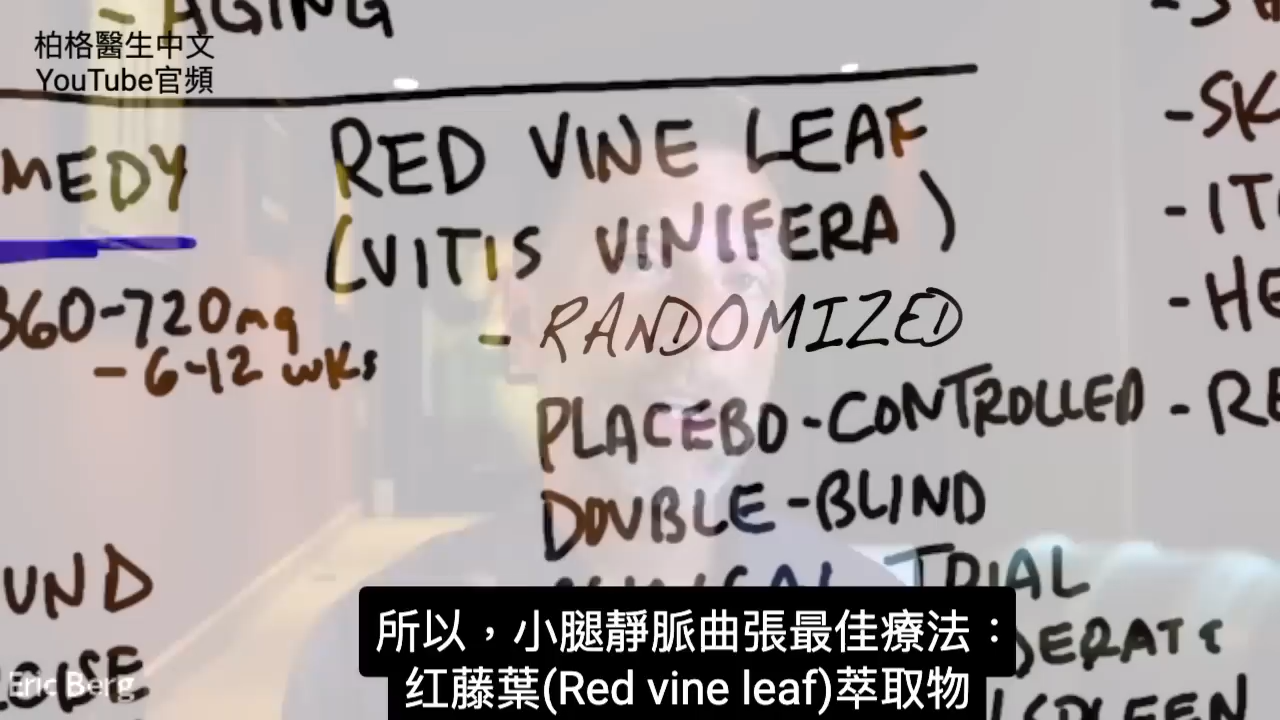 - AGING
柏格醫生中文
YouTube官頻
MEDY
RED VINE LEAF
(VITIS VINIFERA)
360-720mg
- 6-12 wks
- RANDOMIZED
PLACEBO-CONTROLLED
DOUBLE-BLIND
CLINICAL TRIAL
- SK
- IT
- HE
- RE
UND
所以，小腿靜脈曲張最佳療法：
红藤葉(Red vine leaf)萃取物
Eric Berg